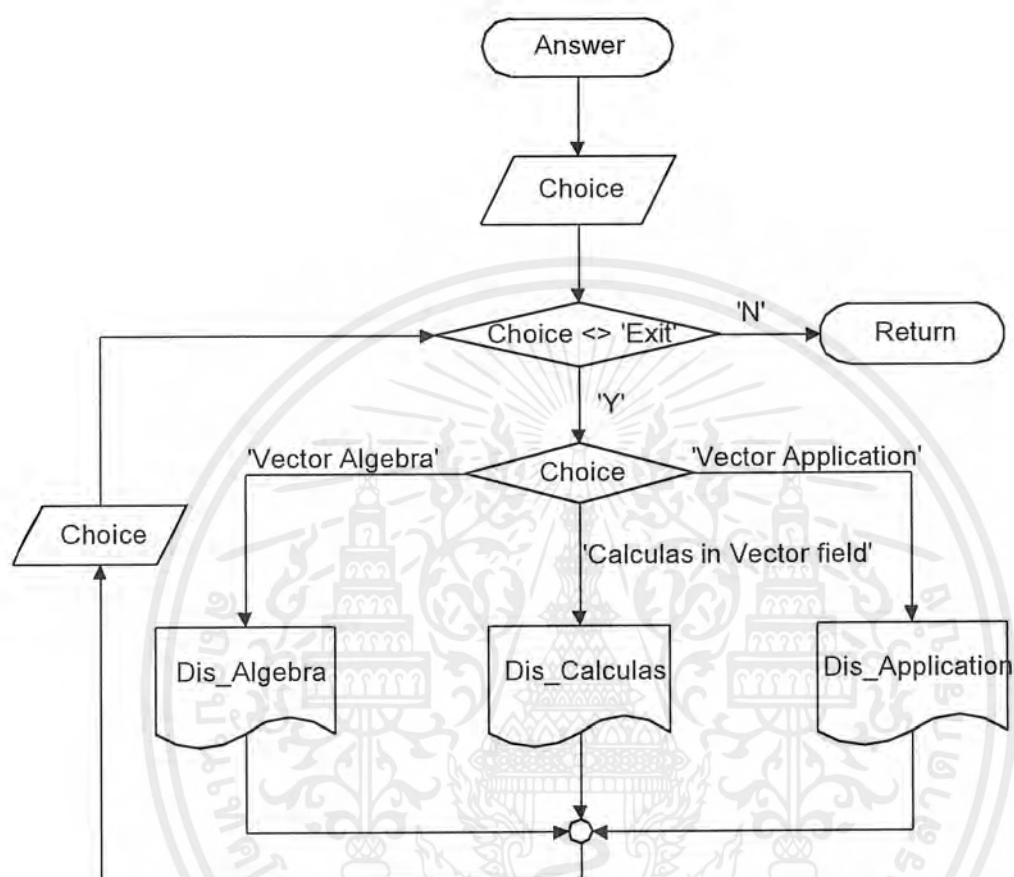 Answer
Choice
Choice <> 'Exit'
'N'
Return
'Y'
'Vector Algebra'
Choice
'Vector Application'
Choice
'Calculas in Vector field'
Dis_Algebra
Dis_Calculas
Dis_Application